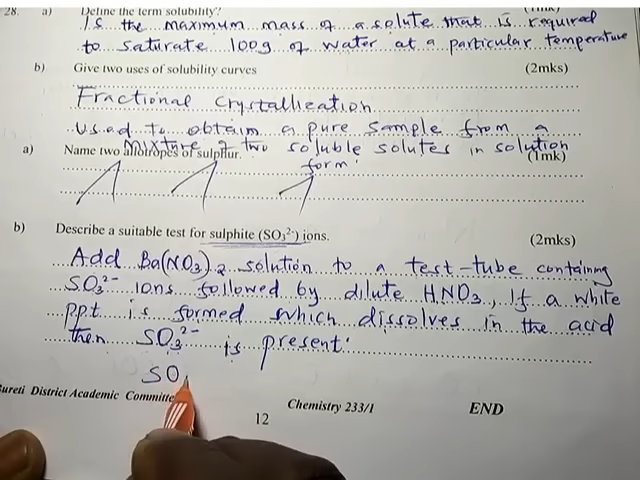 28. a) Define the term solubility? (1mk)
Is the maximum mass of a solute that is required
to saturate 100g of water at a particular temperature
b) Give two uses of solubility curves (2mks)
Fractional Crystallization
Used to obtain a pure sample from a
mixture of two soluble solutes in solution
form.
a) Name two allotropes of sulphur. (1mk)
b) Describe a suitable test for sulphite (SO₃²⁻) ions. (2mks)
Add Ba(NO₃)₂ solution to a test-tube containing
SO₃²⁻ ions followed by dilute HNO₃, If a white
ppt is formed which dissolves in the acid
then SO₃²⁻ is present.
SO
Bureti District Academic Committe
12
Chemistry 233/1
END